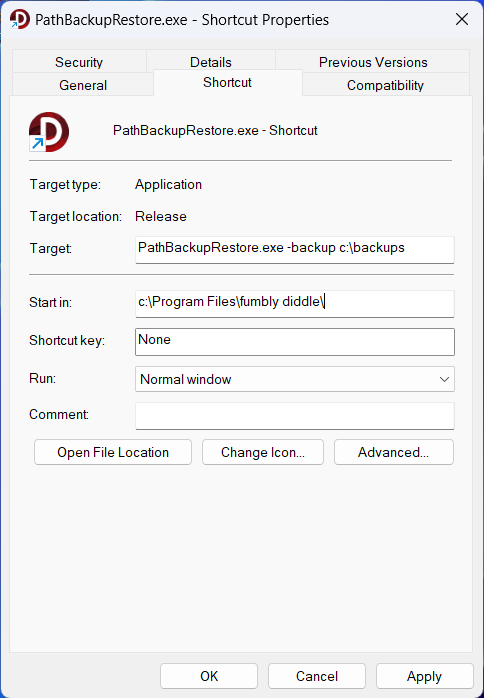 PathBackupRestore.exe - Shortcut Properties
Security Details Previous Versions
General Shortcut Compatibility
PathBackupRestore.exe - Shortcut
Target type: Application
Target location: Release
Target: PathBackupRestore.exe -backup c:\backups
Start in: c:\Program Files\fumbly diddle\
Shortcut key: None
Run: Normal window
Comment:
Open File Location Change Icon... Advanced...
OK Cancel Apply